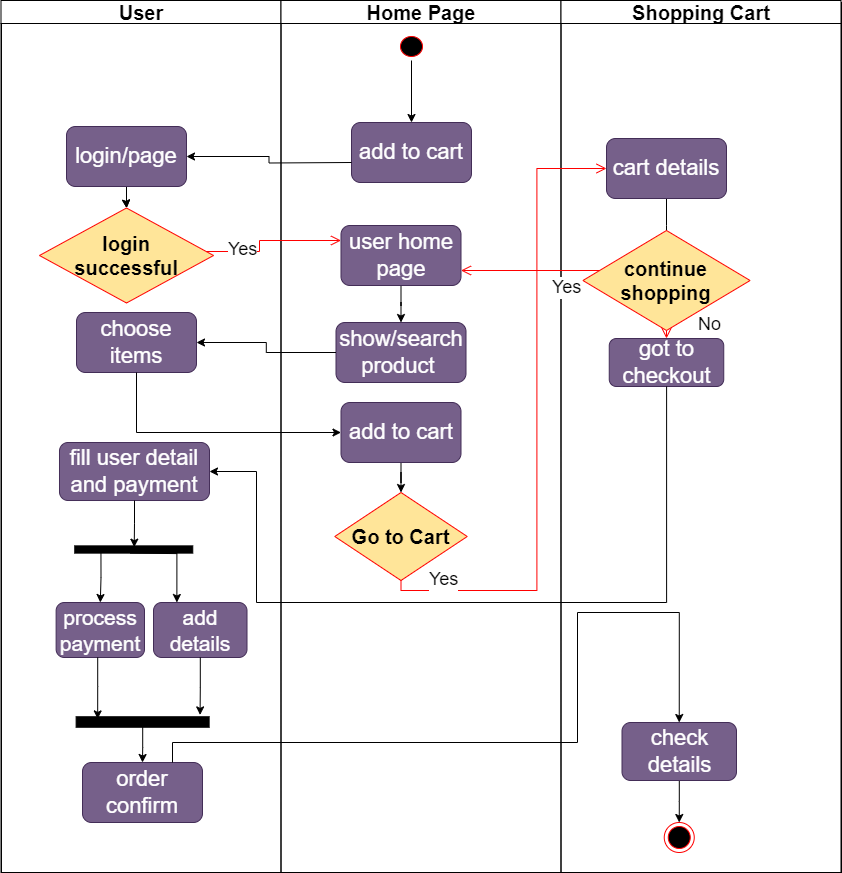 User
Home Page
Shopping Cart
add to cart
login/page
cart details
login
successful
Yes
user home
page
continue
shopping
Yes
No
choose
items
show/search
product
got to
checkout
add to cart
fill user detail
and payment
Go to Cart
Yes
process
payment
add
details
check
details
order
confirm